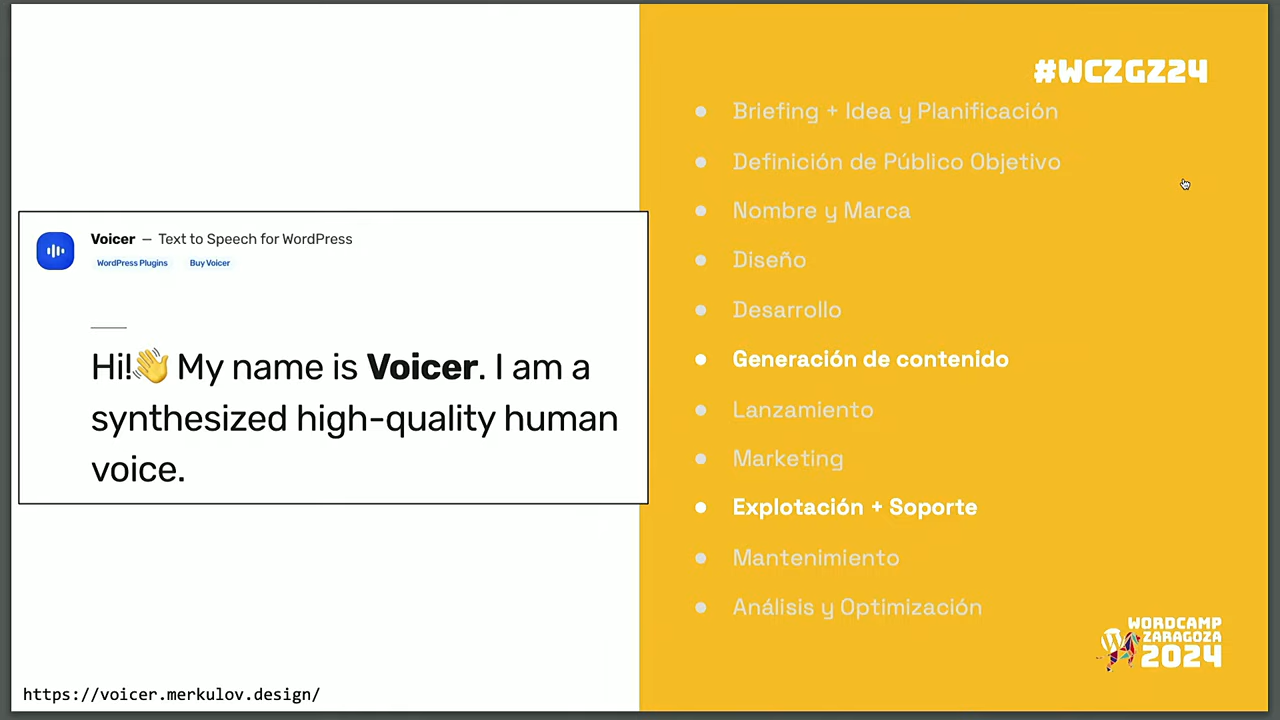 Voicer — Text to Speech for WordPress
WordPress Plugins Buy Voicer
Hi!👋 My name is Voicer. I am a
synthesized high-quality human
voice.
https://voicer.merkulov.design/
#WCZGZ24
● Briefing + Idea y Planificación
● Definición de Público Objetivo
● Nombre y Marca
● Diseño
● Desarrollo
● Generación de contenido
● Lanzamiento
● Marketing
● Explotación + Soporte
● Mantenimiento
● Análisis y Optimización
WORDCAMP
ZARAGOZA
2024